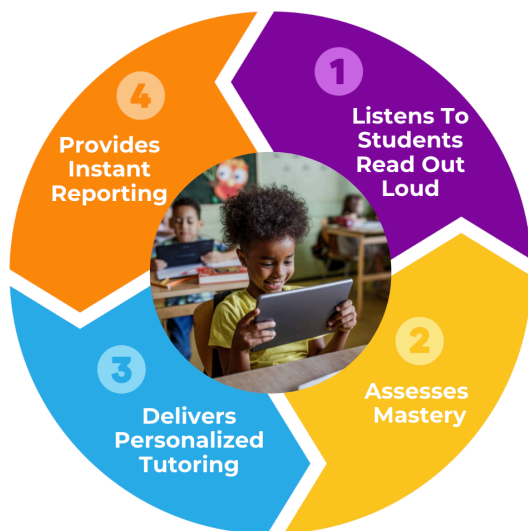 1
Listens To
Students
Read Out
Loud
2
Assesses
Mastery
3
Delivers
Personalized
Tutoring
4
Provides
Instant
Reporting